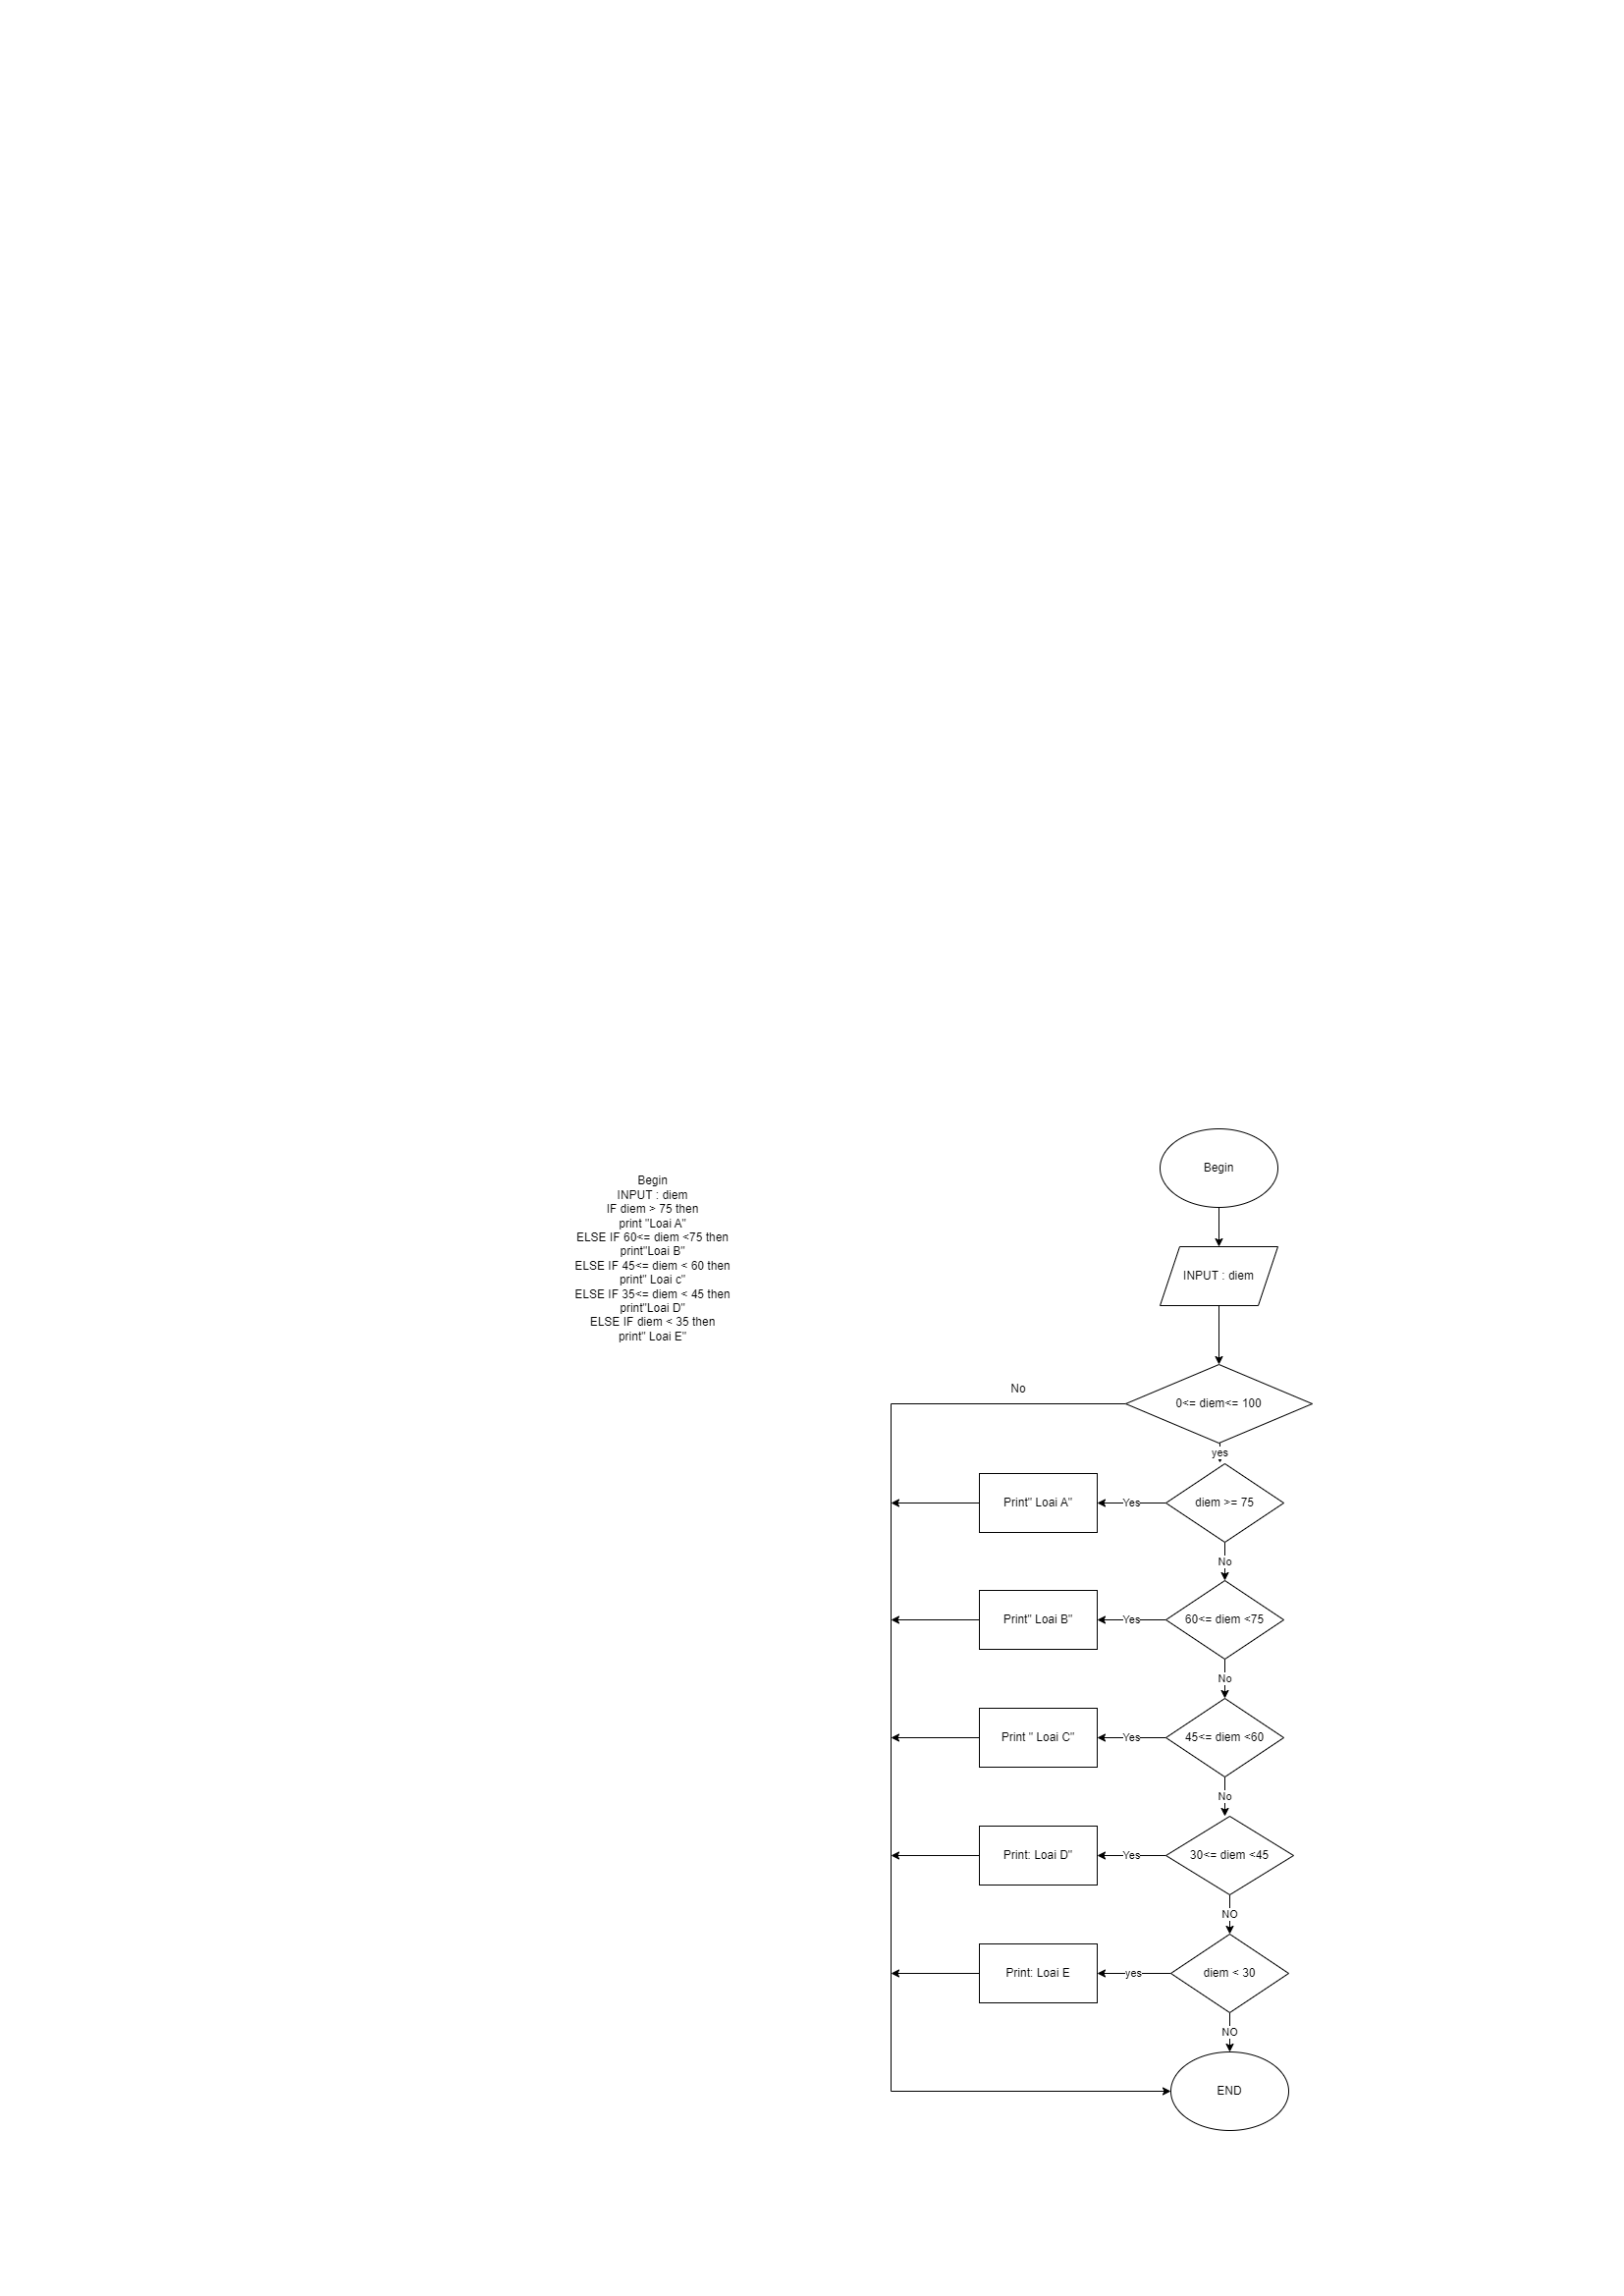 Begin
INPUT : diem
IF diem > 75 then
print "Loai A"
ELSE IF 60<= diem <75 then
print"Loai B"
ELSE IF 45<= diem < 60 then
print" Loai c"
ELSE IF 35<= diem < 45 then
print"Loai D"
ELSE IF diem < 35 then
print" Loai E"
Begin
INPUT : diem
No
0<= diem<= 100
yes
Print" Loai A"
Yes
diem >= 75
No
Print" Loai B"
Yes
60<= diem <75
No
Print " Loai C"
Yes
45<= diem <60
No
Print: Loai D"
Yes
30<= diem <45
NO
Print: Loai E
yes
diem < 30
NO
END